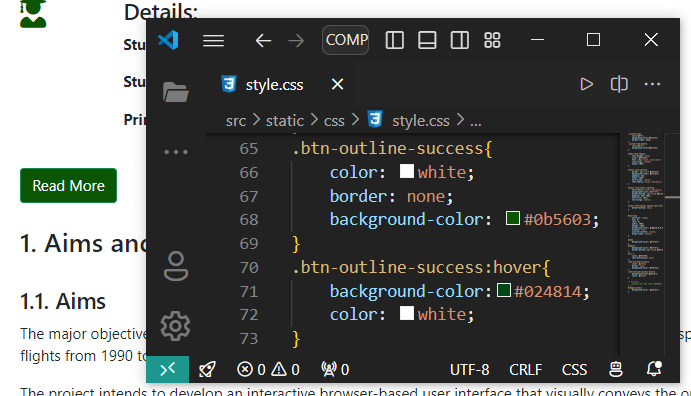 Details:
Stu
Stu
Prin
Read More
1. Aims and
1.1. Aims
The major objective
flights from 1990 to
The project intends to develop an interactive browser-based user interface that visually conveys the
COMP
style.css
src > static > css > style.css > ...
65 .btn-outline-success{
66 color: white;
67 border: none;
68 background-color: #0b5603;
69 }
70 .btn-outline-success:hover{
71 background-color: #024814;
72 color: white;
73 }
0 0 0 UTF-8 CRLF CSS